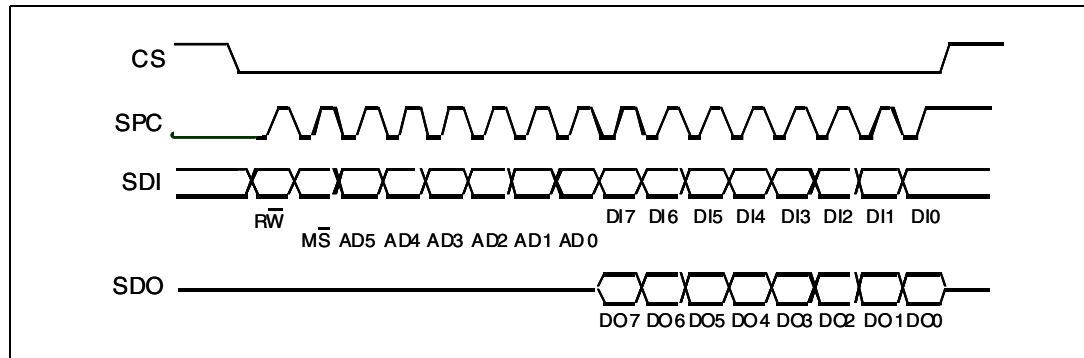 CS
SPC
SDI
RW̅ DI7 DI6 DI5 DI4 DI3 DI2 DI1 DI0
MS̅ AD5 AD4 AD3 AD2 AD1 AD0
SDO
DO7 DO6 DO5 DO4 DO3 DO2 DO1 DO0